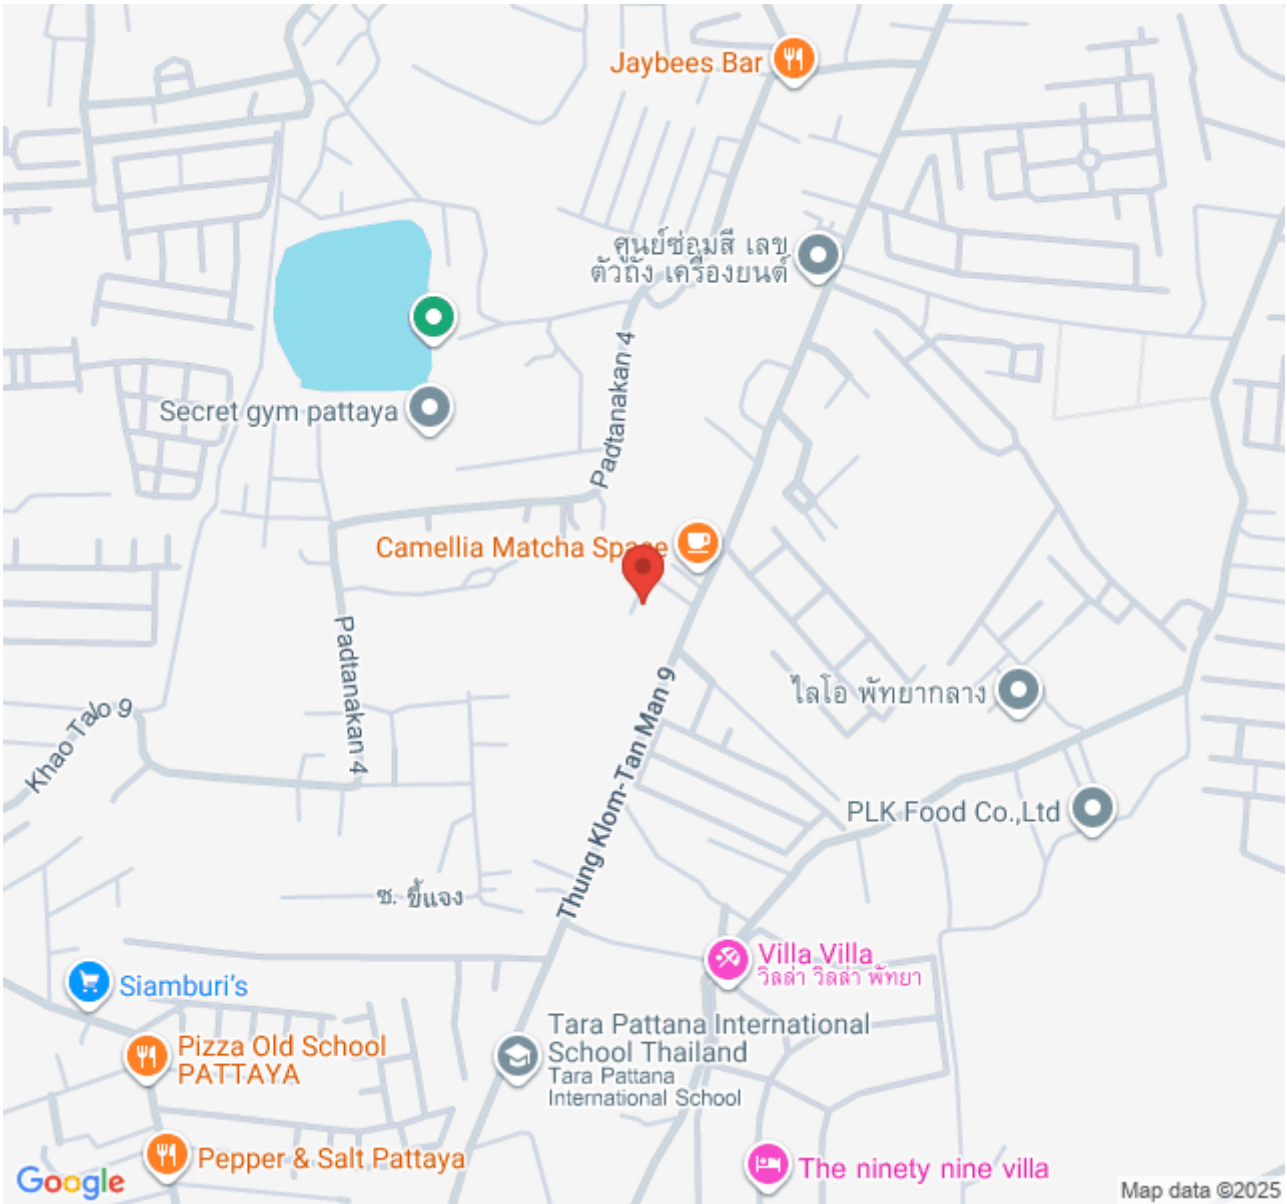 Jaybees Bar
ศูนย์ซ่อมสี เลข
ตัวถัง เครื่องยนต์
Padtanakan 4
Secret gym pattaya
Camellia Matcha Space
Padtanakan 4
Thung Klom-Tan Man 9
ไลโอ พัทยากลาง
Khao Talo 9
PLK Food Co.,Ltd
ซ. ขี้แจง
Villa Villa
วิลล่า วิลล่า พัทยา
Siamburi's
Tara Pattana International
School Thailand
Tara Pattana
International School
Pizza Old School
PATTAYA
Pepper & Salt Pattaya
The ninety nine villa
Google
Map data ©2025